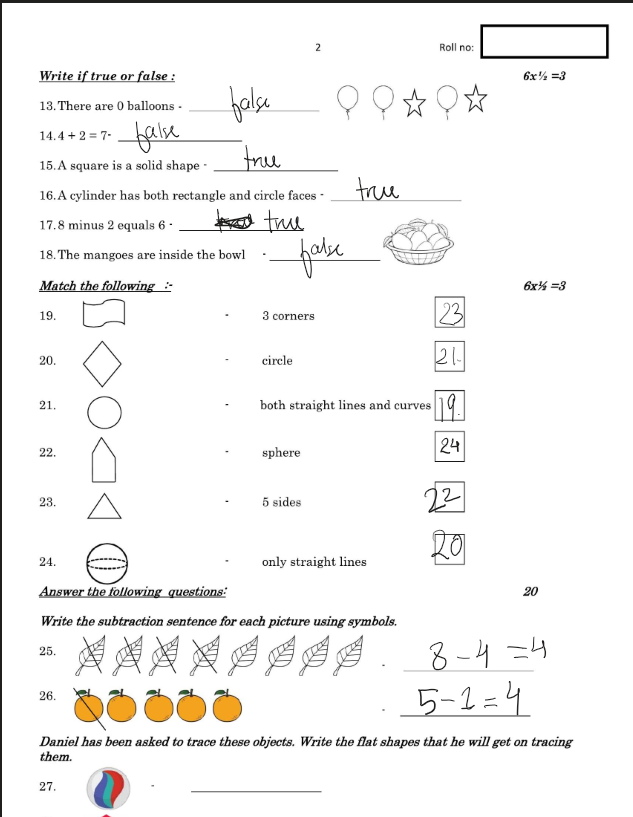 2
Roll no:
Write if true or false : 6x½ =3
13. There are 0 balloons - false
14. 4 + 2 = 7- false
15. A square is a solid shape - true
16. A cylinder has both rectangle and circle faces - true
17. 8 minus 2 equals 6 - true
18. The mangoes are inside the bowl - false
Match the following :- 6x½ =3
19. - 3 corners 23
20. - circle 21
21. - both straight lines and curves 19.
22. - sphere 24
23. - 5 sides 22
24. - only straight lines 20
Answer the following questions: 20
Write the subtraction sentence for each picture using symbols.
25. - 8-4=4
26. - 5-1=4
Daniel has been asked to trace these objects. Write the flat shapes that he will get on tracing
them.
27. -